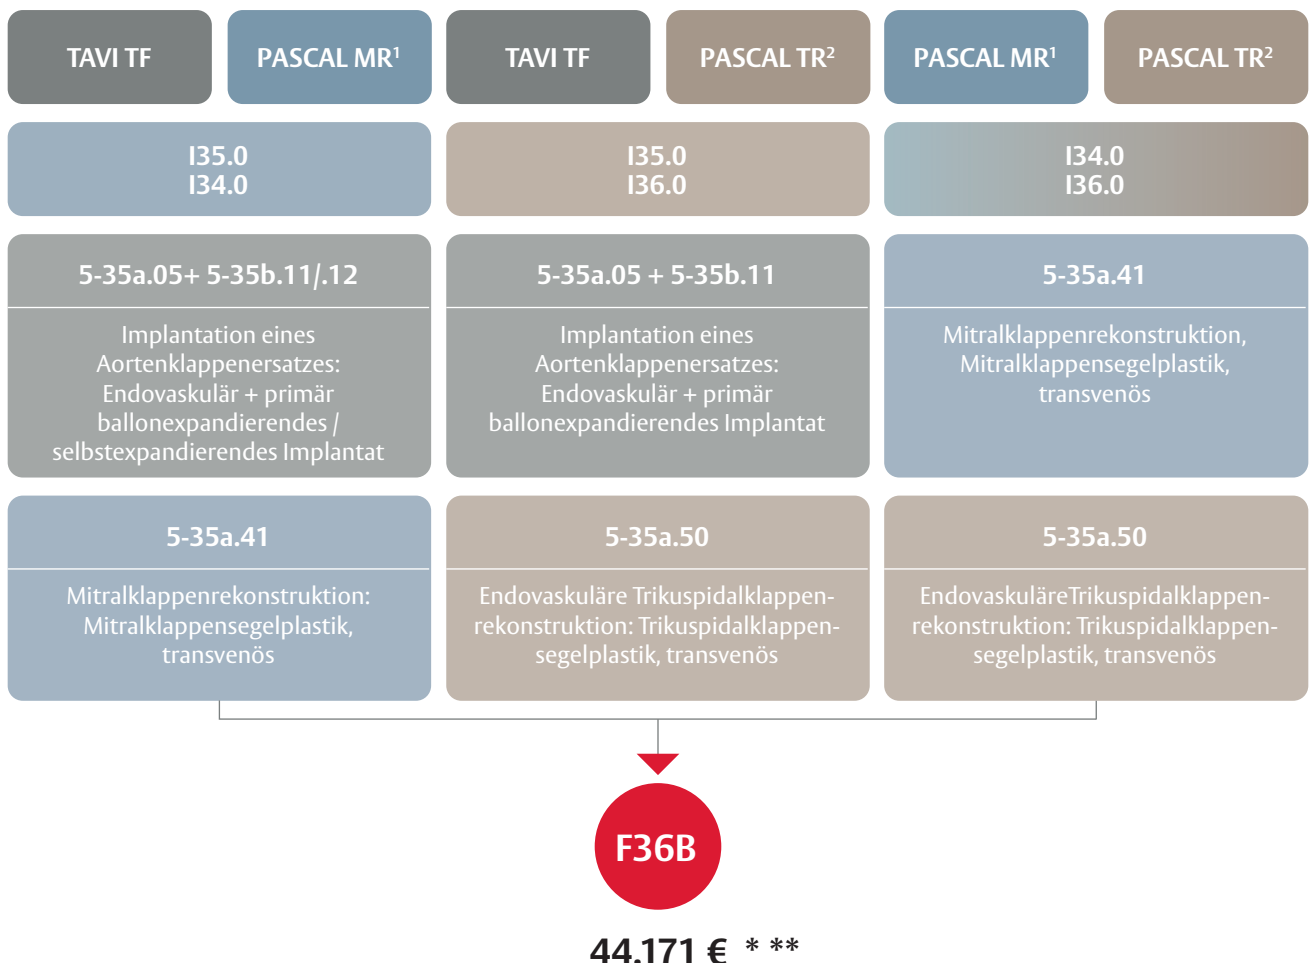 TAVI TF
PASCAL MR¹
TAVI TF
PASCAL TR²
PASCAL MR¹
PASCAL TR²
I35.0
I34.0
I35.0
I36.0
I34.0
I36.0
5-35a.05+ 5-35b.11/.12
Implantation eines
Aortenklappenersatzes:
Endovaskulär + primär
ballonexpandierendes /
selbstexpandierendes Implantat
5-35a.05 + 5-35b.11
Implantation eines
Aortenklappenersatzes:
Endovaskulär + primär
ballonexpandierendes Implantat
5-35a.41
Mitralklappenrekonstruktion,
Mitralklappensegelplastik,
transvenös
5-35a.41
Mitralklappenrekonstruktion:
Mitralklappensegelplastik,
transvenös
5-35a.50
Endovaskuläre Trikuspidalklappen-
rekonstruktion: Trikuspidalklappen-
segelplastik, transvenös
5-35a.50
EndovaskuläreTrikuspidalklappen-
rekonstruktion: Trikuspidalklappen-
segelplastik, transvenös
F36B
44.171 € * **